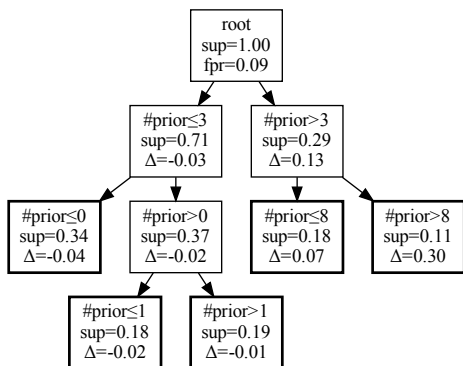 root
sup=1.00
fpr=0.09
#prior≤3
sup=0.71
Δ=-0.03
#prior>3
sup=0.29
Δ=0.13
#prior≤0
sup=0.34
Δ=-0.04
#prior>0
sup=0.37
Δ=-0.02
#prior≤8
sup=0.18
Δ=0.07
#prior>8
sup=0.11
Δ=0.30
#prior≤1
sup=0.18
Δ=-0.02
#prior>1
sup=0.19
Δ=-0.01